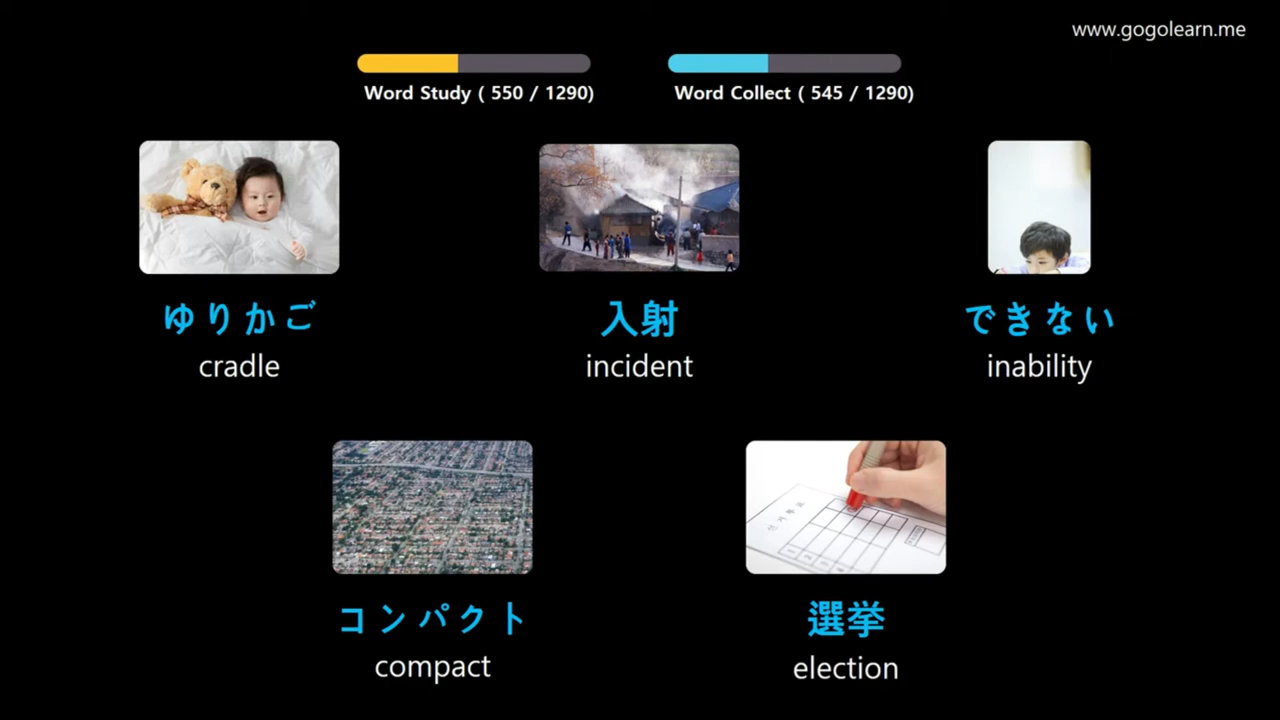 www.gogolearn.me
Word Study ( 550 / 1290)
Word Collect ( 545 / 1290)
ゆりかご
cradle
入射
incident
できない
inability
コンパクト
compact
選挙
election